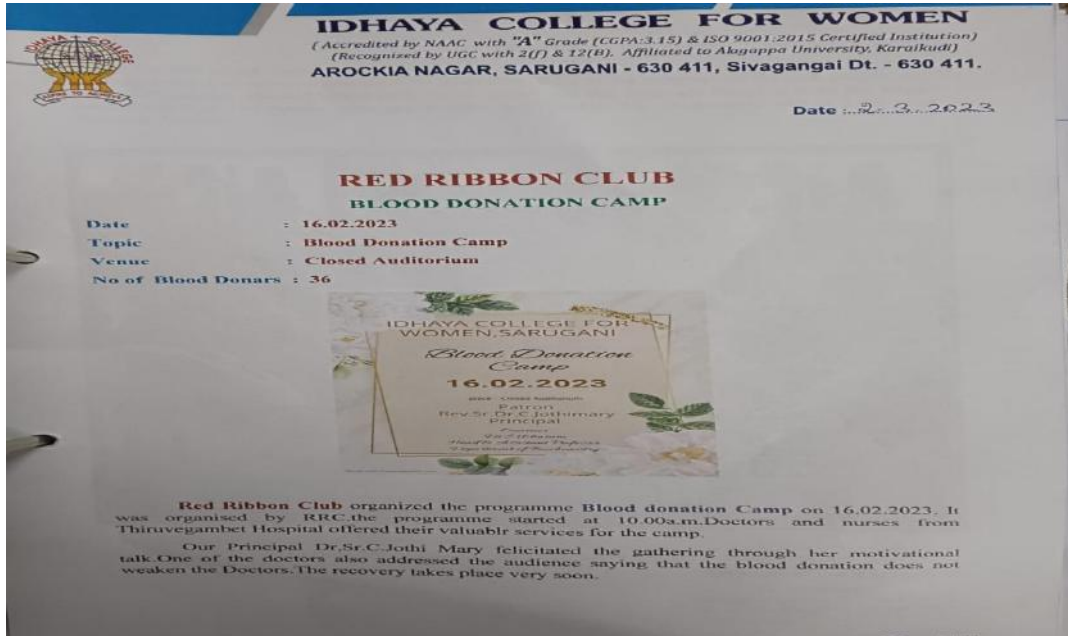 IDHAYA COLLEGE FOR WOMEN
( Accredited by NAAC with "A" Grade (CGPA:3.15) & ISO 9001:2015 Certified Institution)
(Recognized by UGC with 2(f) & 12(B), Affiliated to Alagappa University, Karaikudi)
AROCKIA NAGAR, SARUGANI - 630 411, Sivagangai Dt. - 630 411.
IDHAYA COLLEGE
Date : 2.3.2023
RED RIBBON CLUB
BLOOD DONATION CAMP
Date : 16.02.2023
Topic : Blood Donation Camp
Venue : Closed Auditorium
No of Blood Donars : 36
IDHAYA COLLEGE FOR
WOMEN,SARUGANI
Blood Donation
Camp
16.02.2023
Closed Auditorium
Patron
Rev.Sr.Dr.C.Jothimary
Principal
Red Ribbon Club organized the programme Blood donation Camp on 16.02.2023. It
was organised by RRC,the programme started at 10.00a.m.Doctors and nurses from
Thiruvegambet Hospital offered their valuablr services for the camp.
Our Principal Dr,Sr.C.Jothi Mary felicitated the gathering through her motivational
talk.One of the doctors also addressed the audience saying that the blood donation does not
weaken the Doctors.The recovery takes place very soon.